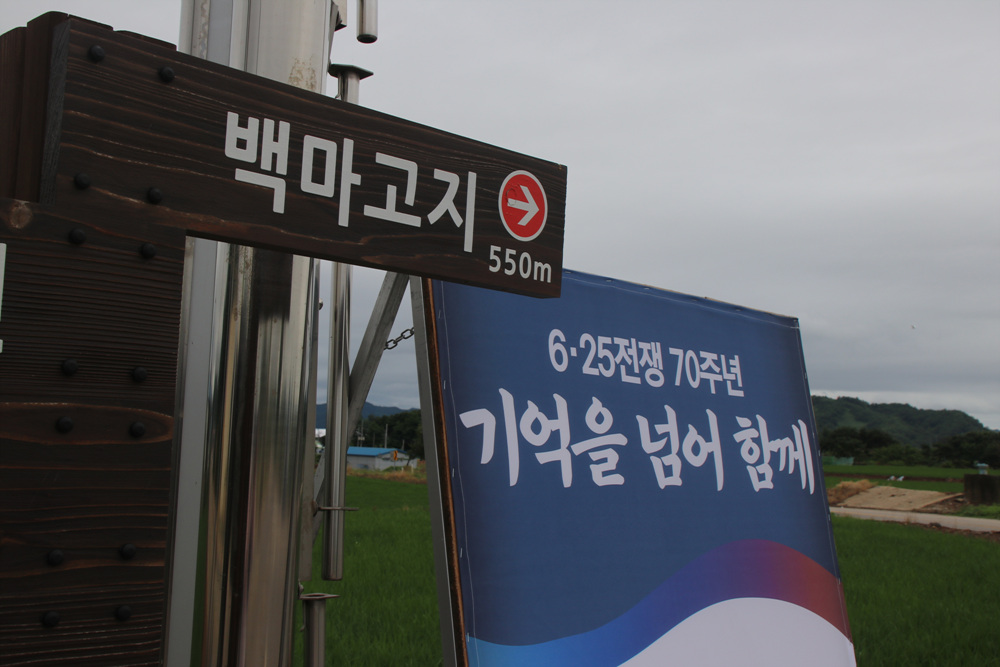 백마고지
550m
6·25전쟁 70주년
기억을 넘어 함께